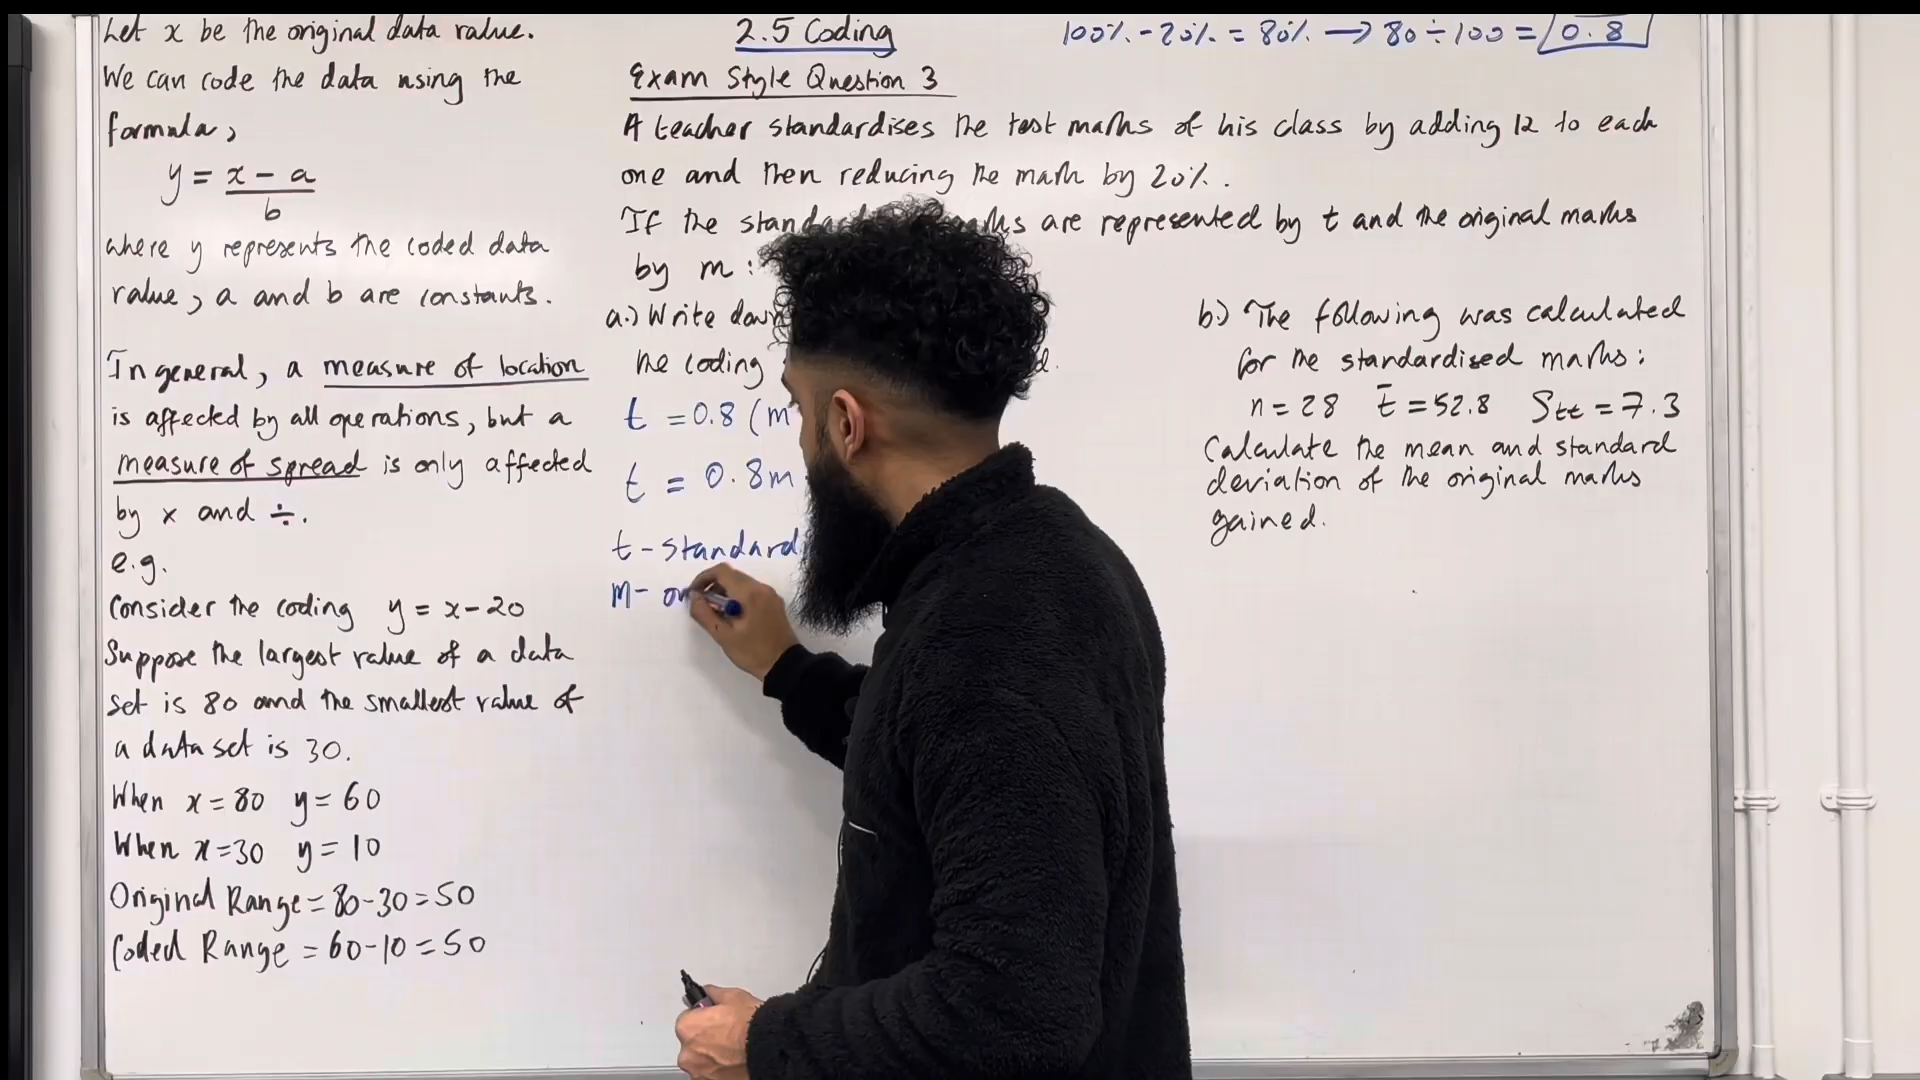 Let x be the original data value.
We can code the data using the
formula,
y = x - a
b
where y represents the coded data
value, a and b are constants.
In general, a measure of location
is affected by all operations, but a
measure of spread is only affected
by x and ÷.
e.g.
Consider the coding y = x-20
Suppose the largest value of a data
set is 80 and the smallest value of
a data set is 30.
When x = 80 y = 60
When x = 30 y = 10
Original Range = 80-30 = 50
Coded Range = 60-10 = 50
2.5 Coding
100% - 20% = 80% → 80 ÷ 100 = 0.8
Exam Style Question 3
A teacher standardises the test marks of his class by adding 12 to each
one and then reducing the mark by 20%.
If the are represented by t and the original marks
by m :
a.) Write down
the coding
t = 0.8 (m
t = 0.8m
t - standard
m - ori
b) The following was calculated
for the standardised marks:
n = 28 t̄ = 52.8 Stt = 7.3
Calculate the mean and standard
deviation of the original marks
gained.